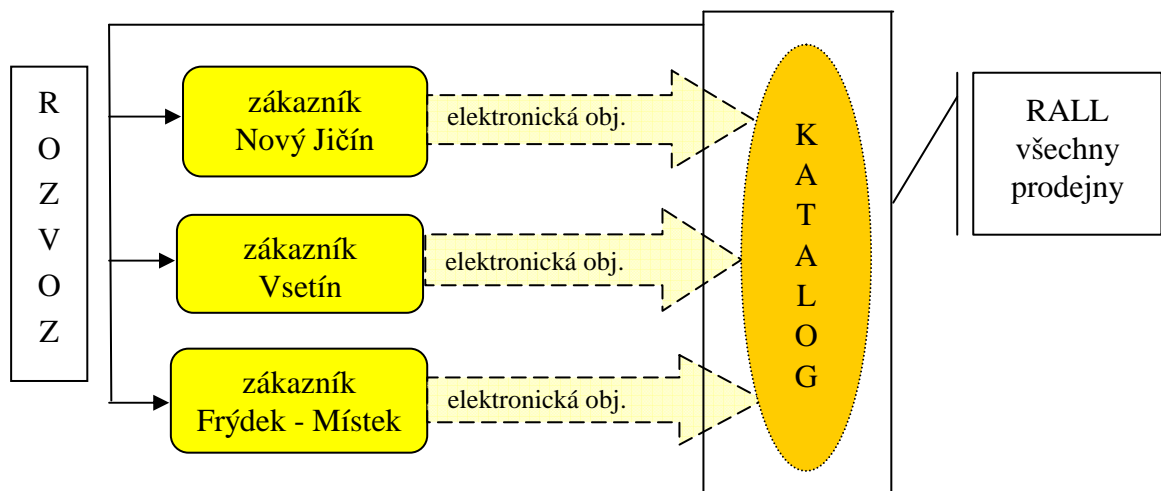 R
O
Z
V
O
Z
zákazník
Nový Jičín
elektronická obj.
zákazník
Vsetín
elektronická obj.
zákazník
Frýdek - Místek
elektronická obj.
K
A
T
A
L
O
G
RALL
všechny
prodejny